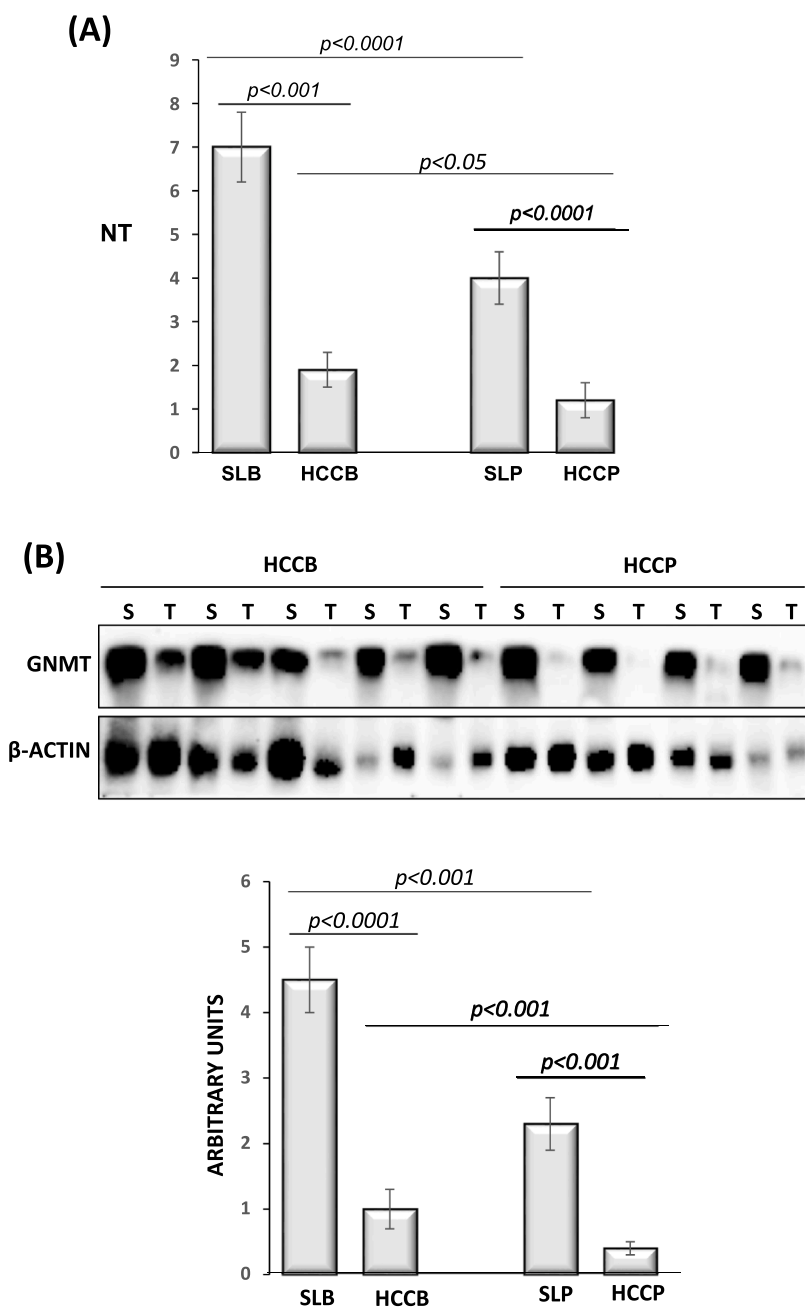 (A)
p<0.0001
9
8
p<0.001
7
p<0.05
6
p<0.0001
NT
5
4
3
2
1
0
SLB HCCB SLP HCCP
(B)
HCCB HCCP
S T S T S T S T S T S T S T S T S T
GNMT
β-ACTIN
6
p<0.001
p<0.0001
5
4
p<0.001
3
p<0.001
ARBITRARY UNITS
2
1
0
SLB HCCB SLP HCCP